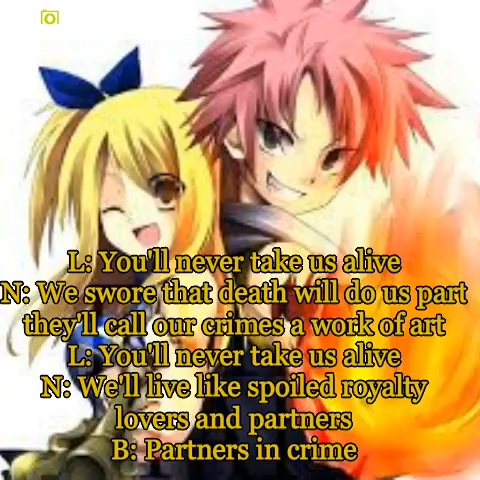 L: You'll never take us alive
N: We swore that death will do us part
they'll call our crimes a work of art
L: You'll never take us alive
N: We'll live like spoiled royalty
lovers and partners
B: Partners in crime